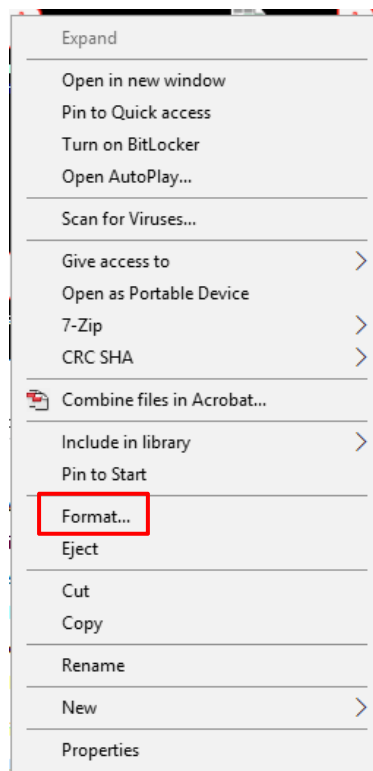 Expand
Open in new window
Pin to Quick access
Turn on BitLocker
Open AutoPlay...
Scan for Viruses...
Give access to
Open as Portable Device
7-Zip
CRC SHA
Combine files in Acrobat...
Include in library
Pin to Start
Format...
Eject
Cut
Copy
Rename
New
Properties